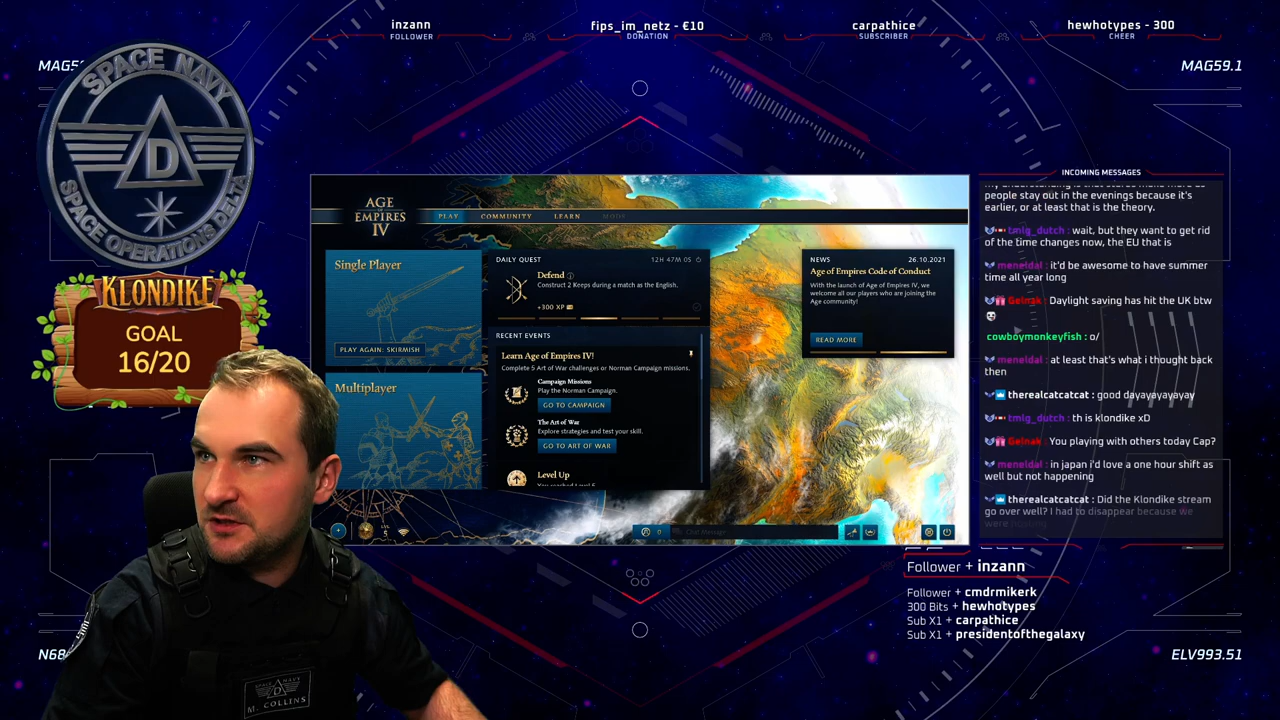 inzann
FOLLOWER
fips_im_netz - €10
DONATION
carpathice
SUBSCRIBER
hewhotypes - 300
CHEER
MAG59.1
SPACE NAVY
D
SPACE OPERATIONS DELTA
KLONDIKE
GOAL
16/20
AGE
OF
EMPIRES
IV
PLAY
COMMUNITY
LEARN
MODS
Single Player
PLAY AGAIN: SKIRMISH
Multiplayer
DAILY QUEST
12H 47M 0S
Defend
Construct 2 Keeps during a match as the English.
+300 XP
RECENT EVENTS
Learn Age of Empires IV!
Complete 5 Art of War challenges or Norman Campaign missions.
Campaign Missions
Play the Norman Campaign.
GO TO CAMPAIGN
The Art of War
Explore strategies and test your skill.
GO TO ART OF WAR
Level Up
NEWS
26.10.2021
Age of Empires Code of Conduct
With the launch of Age of Empires IV, we
welcome all our players who are joining the
Age community!
READ MORE
LVL
5
0
Chat Message
INCOMING MESSAGES
people stay out in the evenings because it's
earlier, or at least that is the theory.
tmlg_dutch : wait, but they want to get rid
of the time changes now, the EU that is
meneldal : it'd be awesome to have summer
time all year long
Gelnak : Daylight saving has hit the UK btw
cowboymonkeyfish : o/
meneldal : at least that's what i thought back
then
therealcatcatcat : good dayayayayayay
tmlg_dutch : th is klondike xD
Gelnak : You playing with others today Cap?
meneldal : in japan i'd love a one hour shift as
well but not happening
therealcatcatcat : Did the Klondike stream
go over well? I had to disappear because we
were
Follower + inzann
Follower + cmdrmikerk
300 Bits + hewhotypes
Sub X1 + carpathice
Sub X1 + presidentofthegalaxy
ELV993.51
SPACE NAVY
D
M. COLLINS